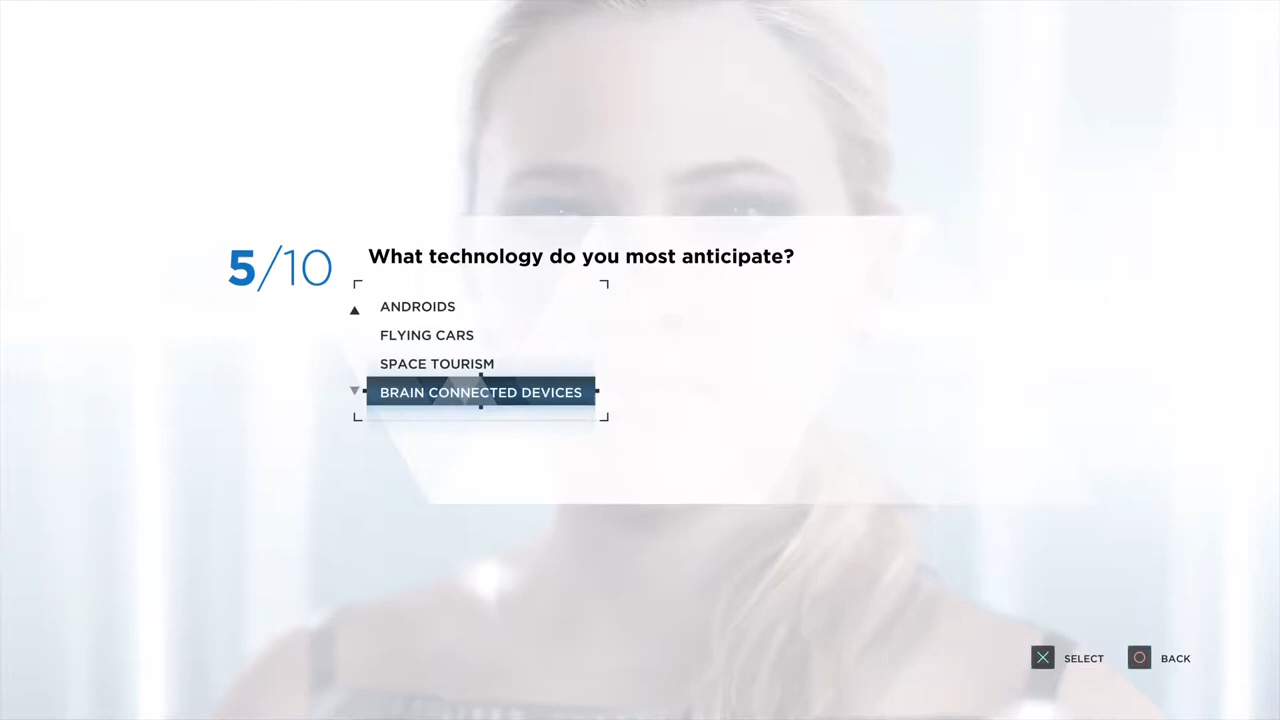 5/10
What technology do you most anticipate?
ANDROIDS
FLYING CARS
SPACE TOURISM
BRAIN CONNECTED DEVICES
SELECT
BACK